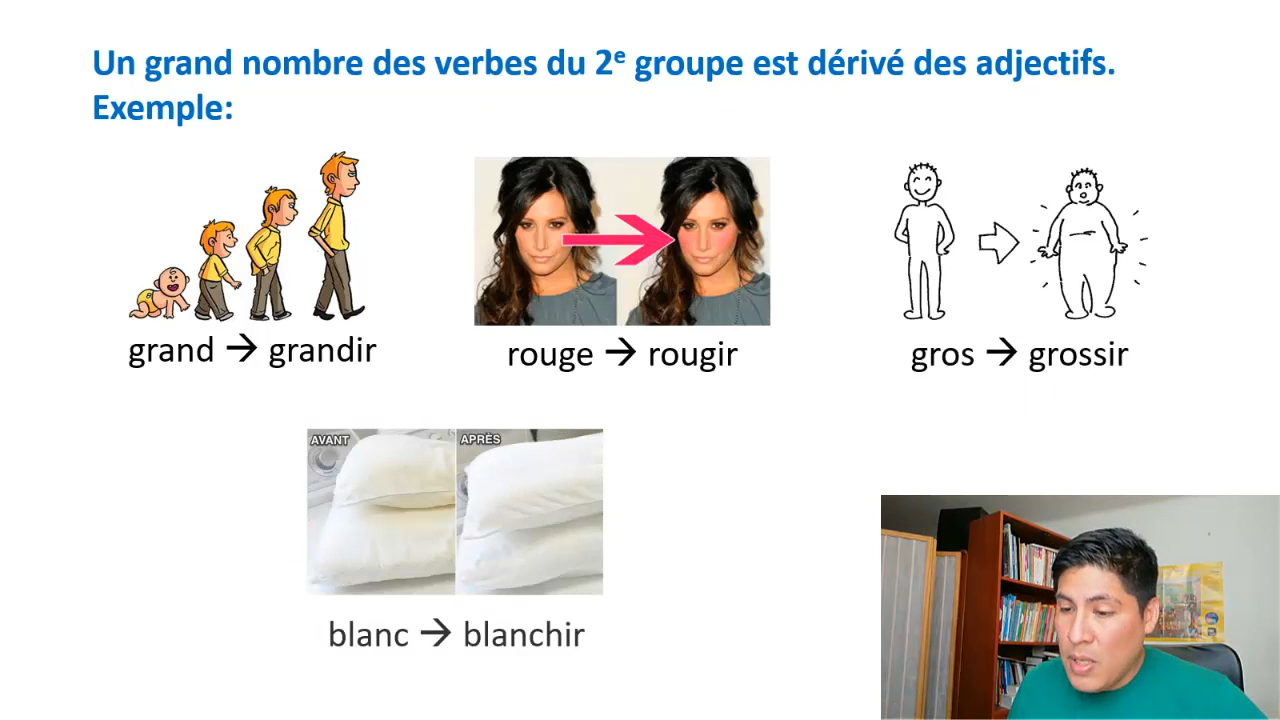 Un grand nombre des verbes du 2e groupe est dérivé des adjectifs.
Exemple:
grand → grandir
rouge → rougir
gros → grossir
AVANT
APRÈS
blanc → blanchir